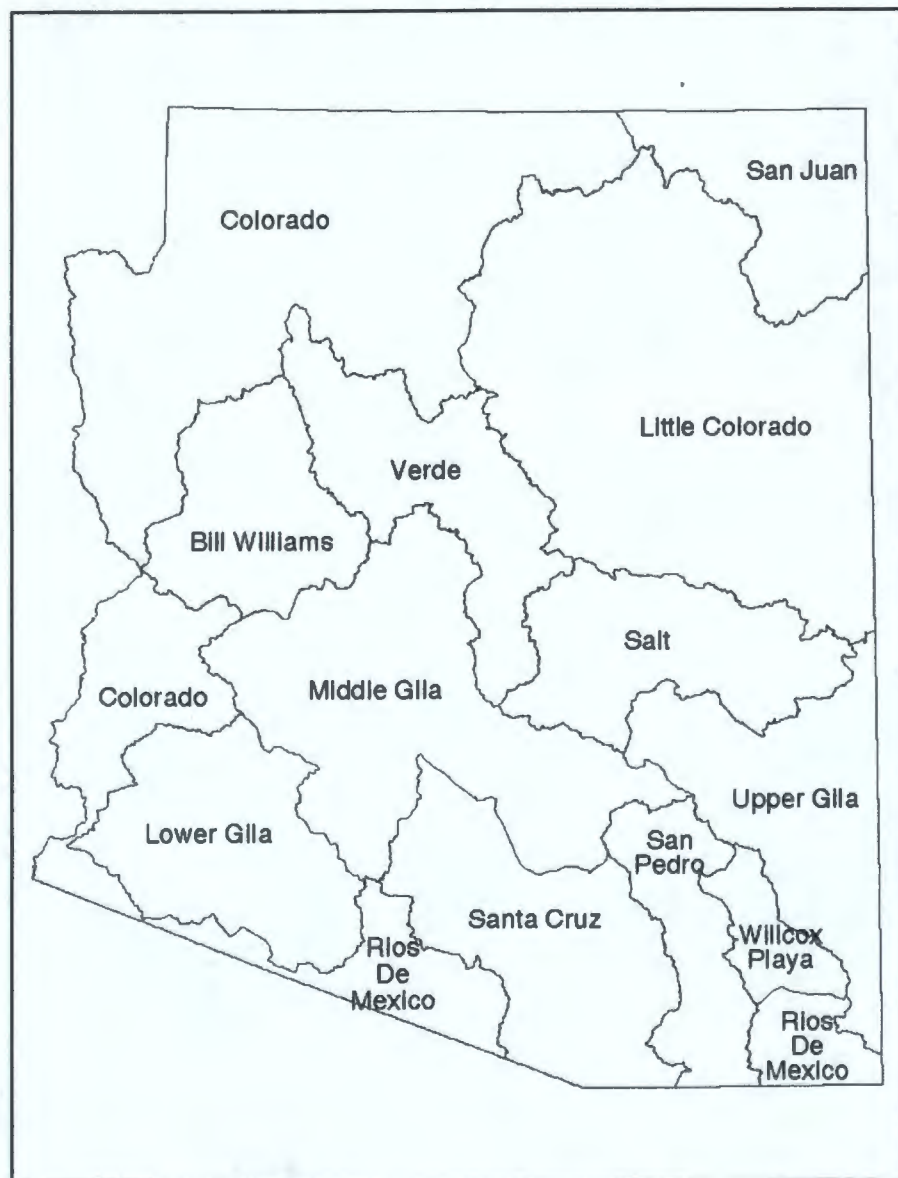 San Juan
Colorado
Little Colorado
Verde
Bill Williams
Salt
Middle Gila
Colorado
Upper Gila
Lower Gila
San
Pedro
Santa Cruz
Willcox
Playa
Rios
De
Mexico
Rios
De
Mexico